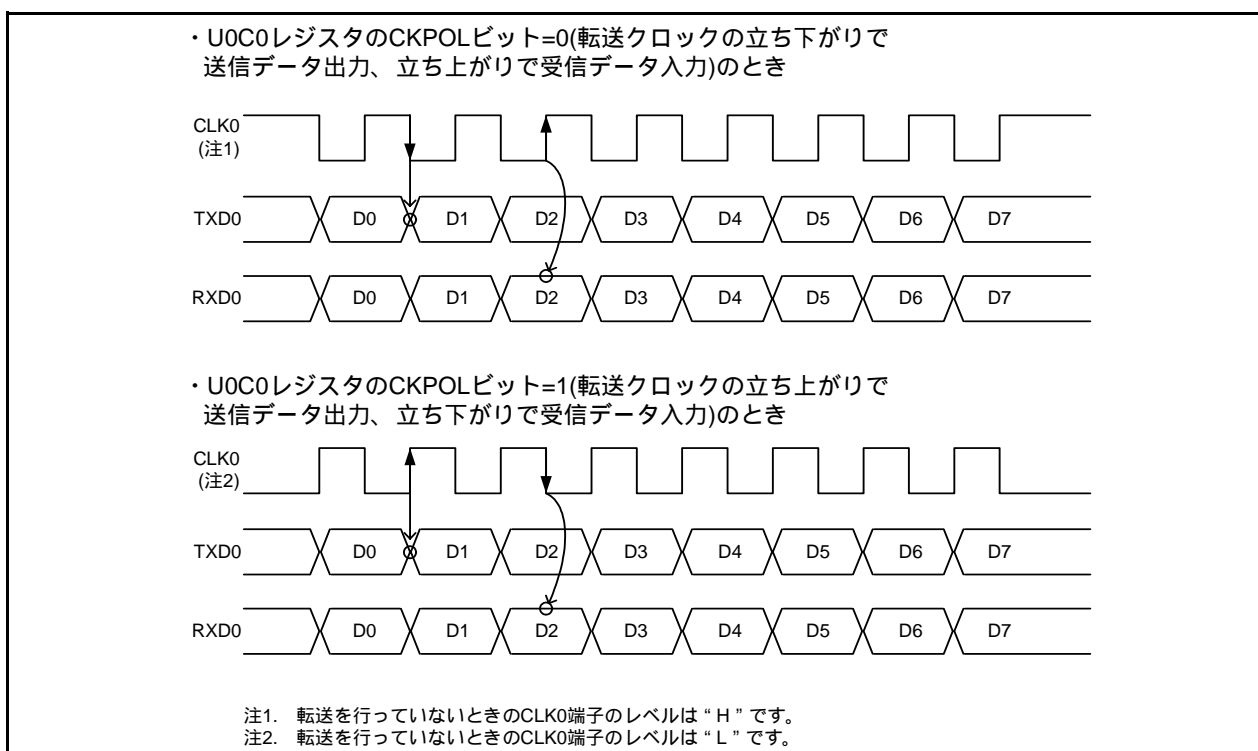 ・U0C0レジスタのCKPOLビット=0(転送クロックの立ち下がりで
送信データ出力、立ち上がりで受信データ入力)のとき
CLK0
(注1)
TXD0 D0 D1 D2 D3 D4 D5 D6 D7
RXD0 D0 D1 D2 D3 D4 D5 D6 D7
・U0C0レジスタのCKPOLビット=1(転送クロックの立ち上がりで
送信データ出力、立ち下がりで受信データ入力)のとき
CLK0
(注2)
TXD0 D0 D1 D2 D3 D4 D5 D6 D7
RXD0 D0 D1 D2 D3 D4 D5 D6 D7
注1. 転送を行っていないときのCLK0端子のレベルは“H”です。
注2. 転送を行っていないときのCLK0端子のレベルは“L”です。